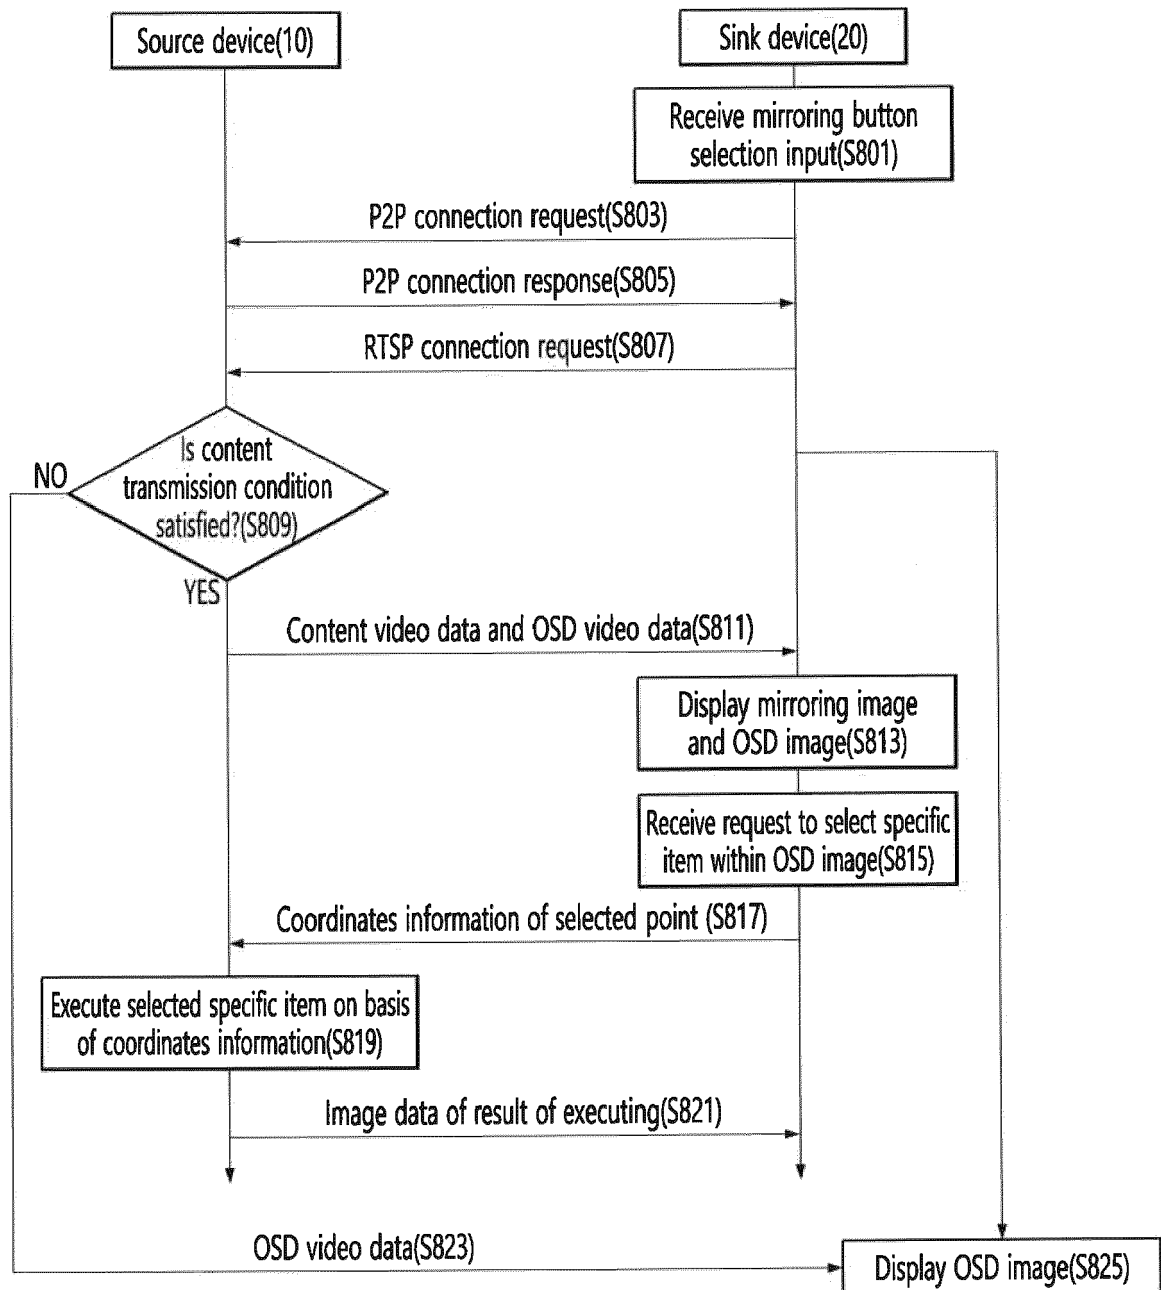 Source device(10)
Sink device(20)
Receive mirroring button
selection input(S801)
P2P connection request(S803)
P2P connection response(S805)
RTSP connection request(S807)
Is content
transmission condition
satisfied?(S809)
NO
YES
Content video data and OSD video data(S811)
Display mirroring image
and OSD image(S813)
Receive request to select specific
item within OSD image(S815)
Coordinates information of selected point (S817)
Execute selected specific item on basis
of coordinates information(S819)
Image data of result of executing(S821)
OSD video data(S823)
Display OSD image(S825)